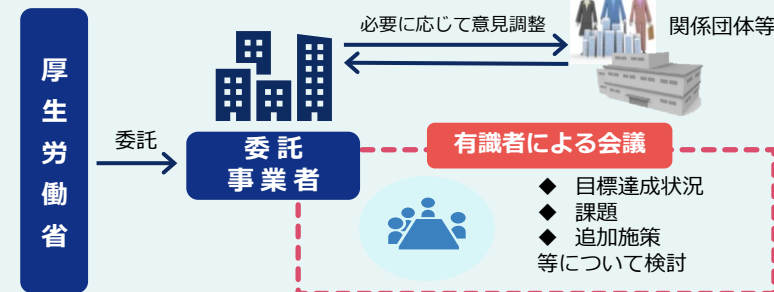 厚生労働省
委託
委託
事業者
必要に応じて意見調整
関係団体等
有識者による会議
◆ 目標達成状況
◆ 課題
◆ 追加施策
等について検討